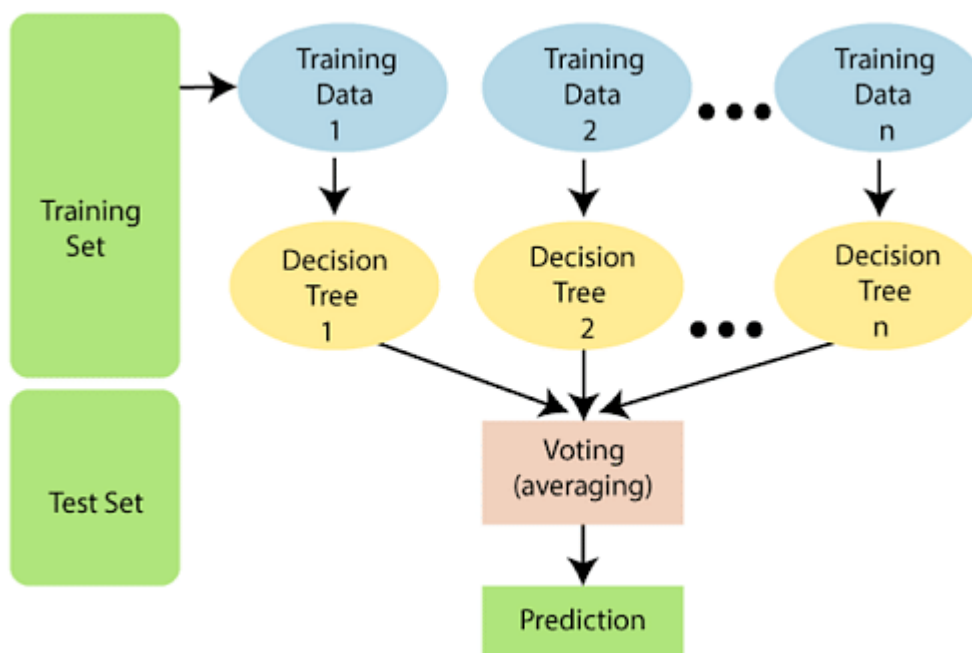 Training
Set
Test Set
Training
Data
1
Training
Data
2
Training
Data
n
Decision
Tree
1
Decision
Tree
2
Decision
Tree
n
Voting
(averaging)
Prediction